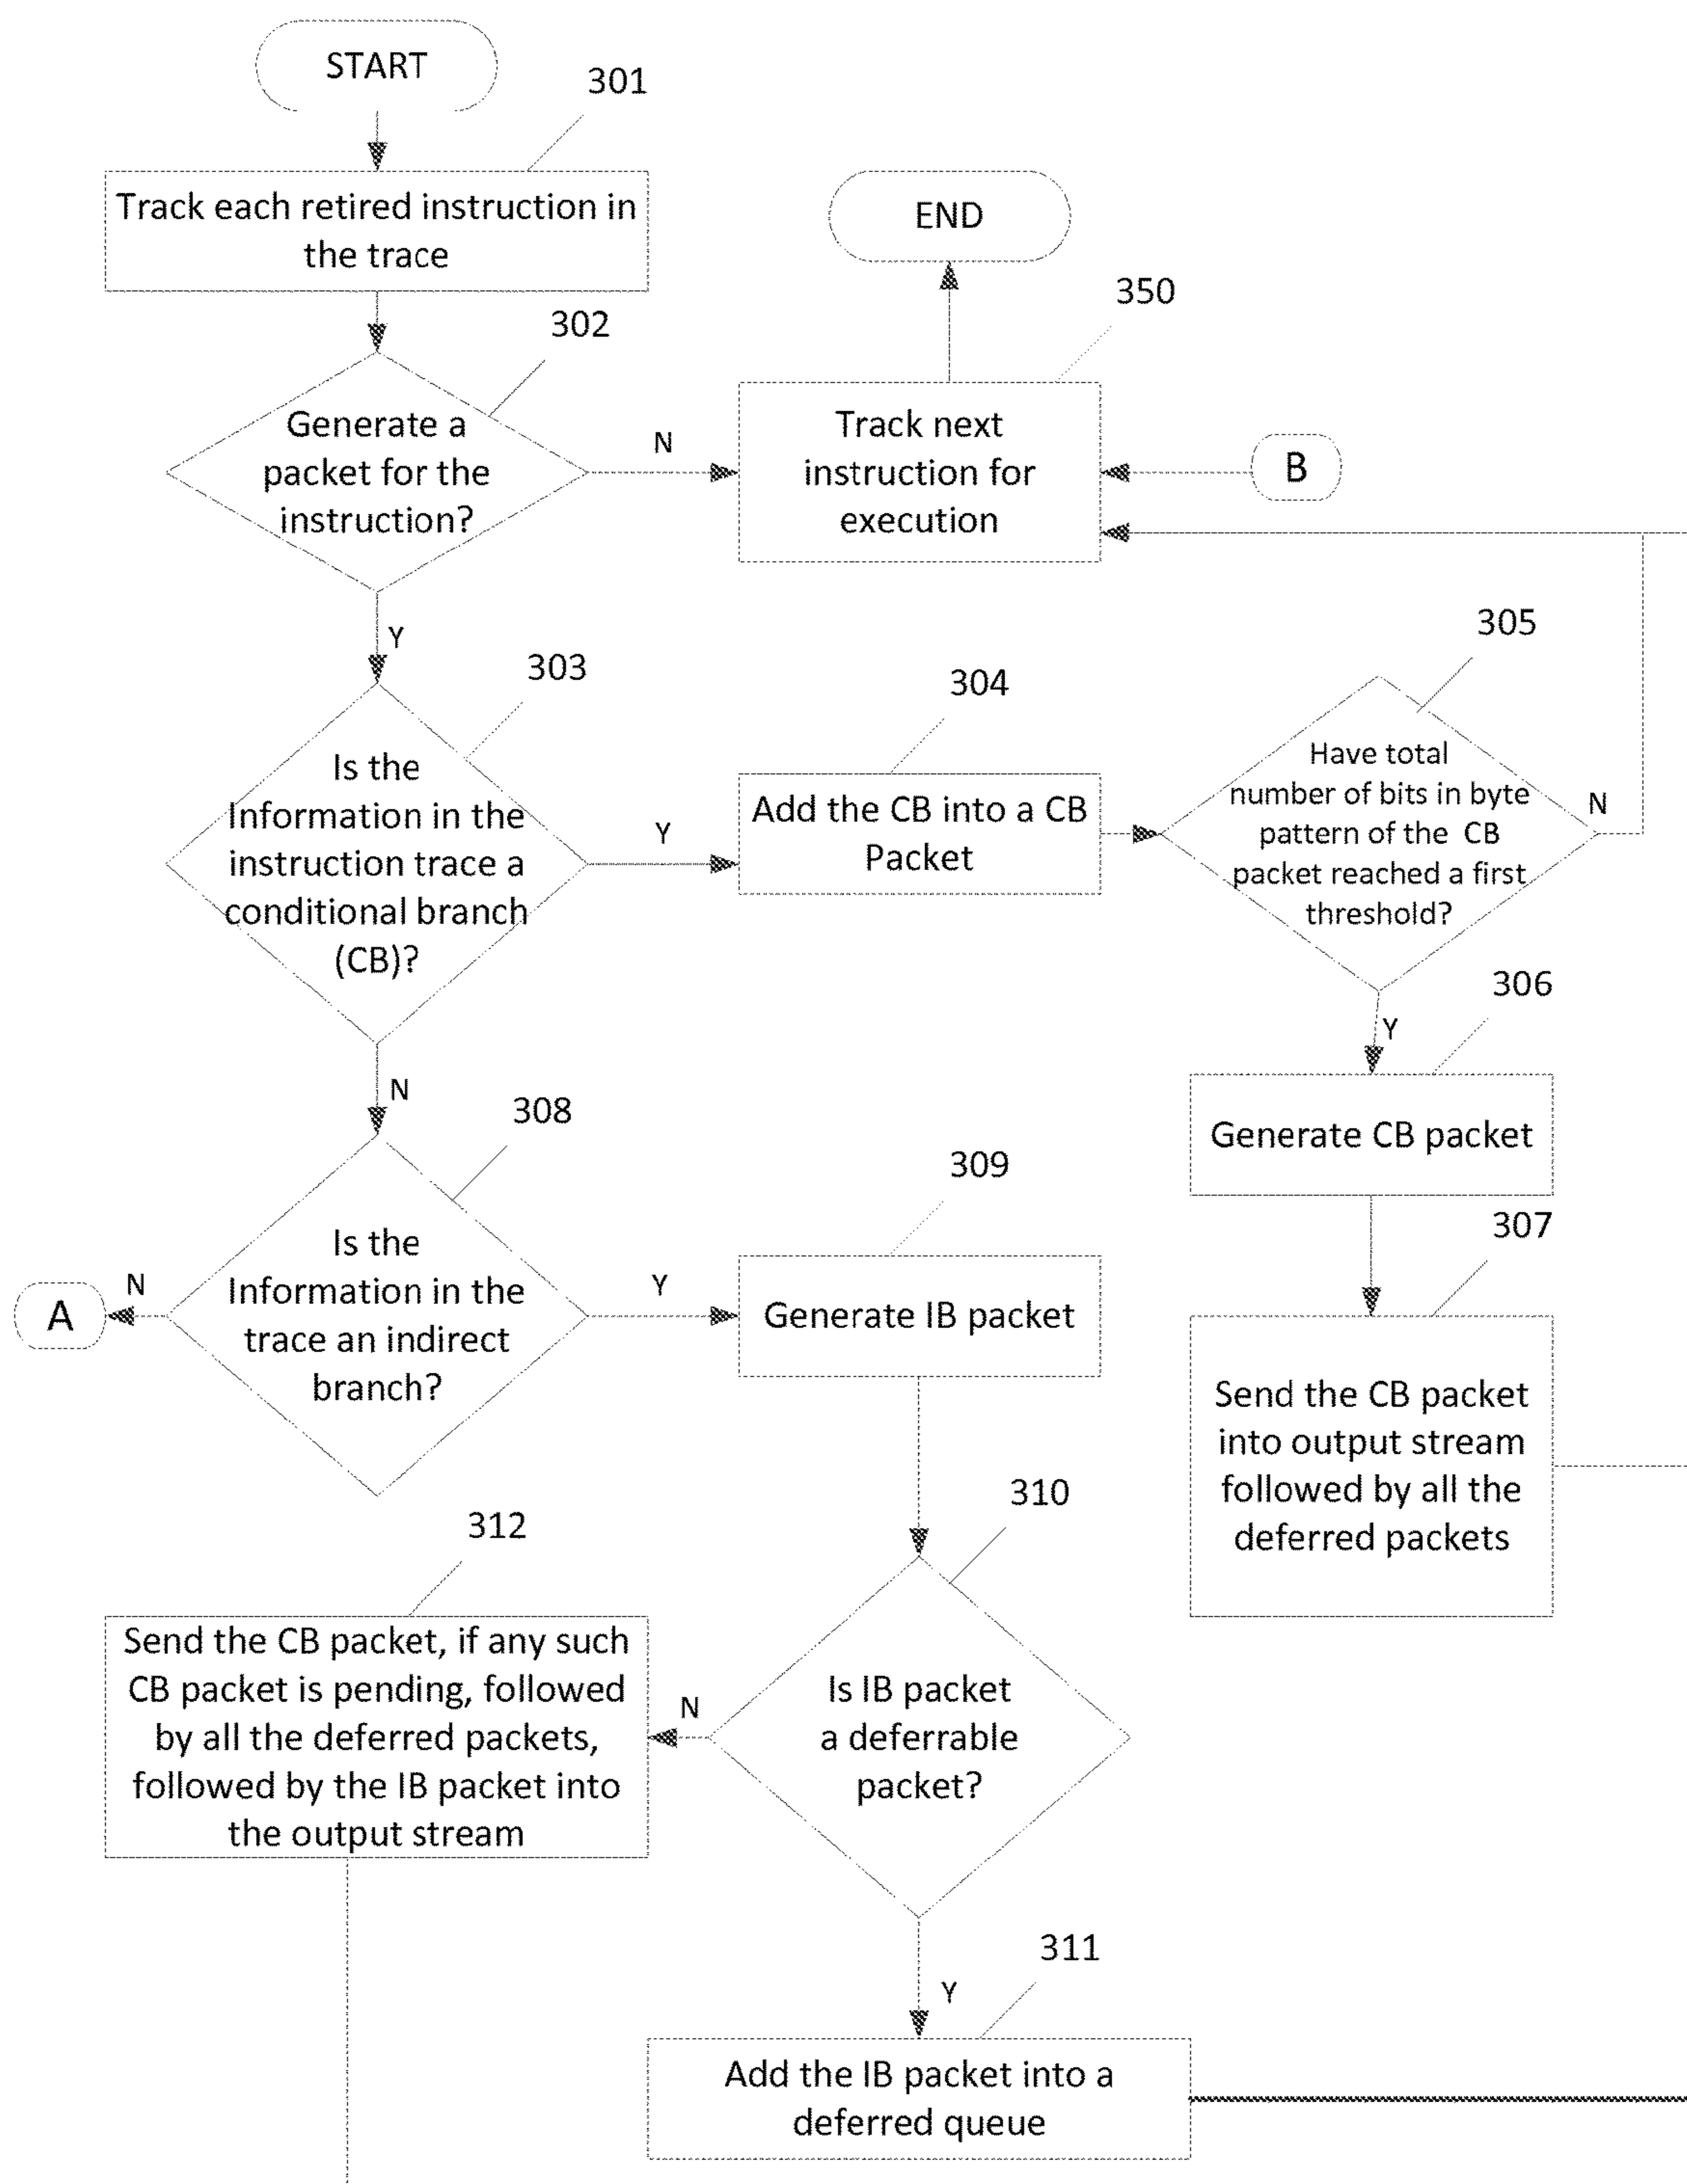 START
301
Track each retired instruction in
the trace
END
350
302
Generate a
packet for the
instruction?
N
Track next
instruction for
execution
B
Y
303
Is the
Information in the
instruction trace a
conditional branch
(CB)?
Y
304
Add the CB into a CB
Packet
305
Have total
number of bits in byte
pattern of the CB
packet reached a first
threshold?
N
Y
306
Generate CB packet
307
Send the CB packet
into output stream
followed by all the
deferred packets
N
308
Is the
Information in the
trace an indirect
branch?
N
A
Y
309
Generate IB packet
310
Is IB packet
a deferrable
packet?
N
312
Send the CB packet, if any such
CB packet is pending, followed
by all the deferred packets,
followed by the IB packet into
the output stream
Y
311
Add the IB packet into a
deferred queue